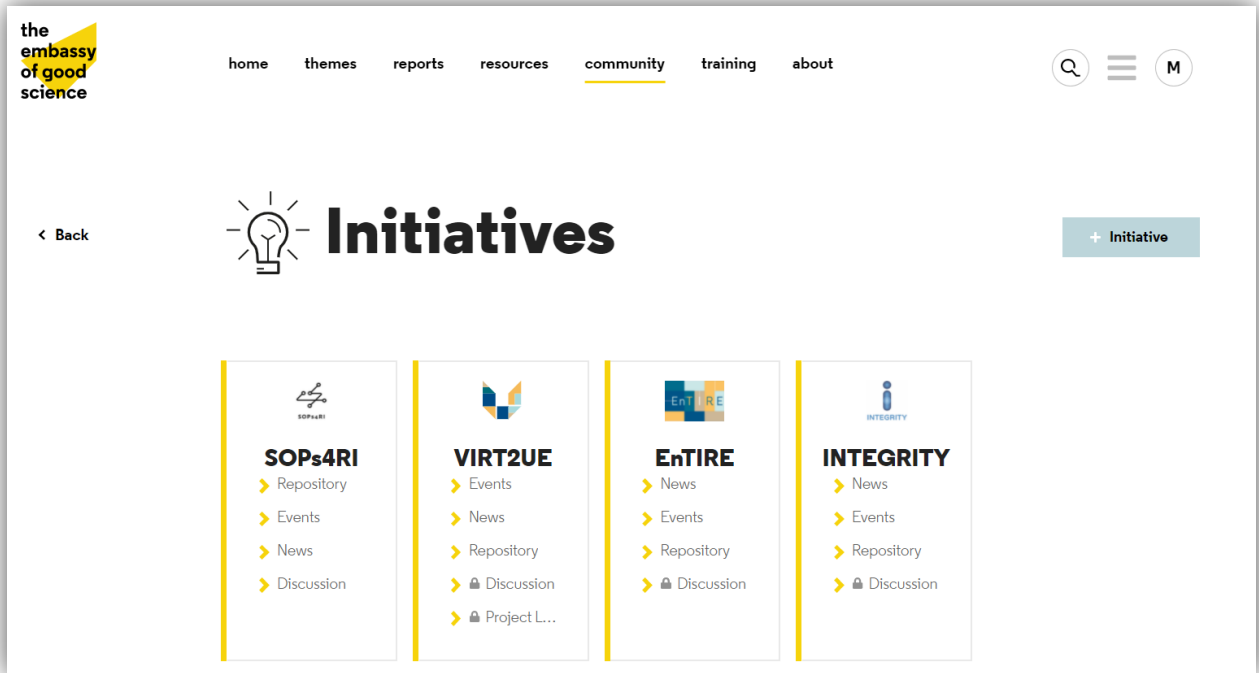 the
embassy
of good
science
home themes reports resources community training about
M
Back
Initiatives
+ Initiative
SOPs4RI
SOPs4RI
Repository
Events
News
Discussion
VIRT2UE
Events
News
Repository
Discussion
Project L...
EnTIRE
EnTIRE
News
Events
Repository
Discussion
INTEGRITY
INTEGRITY
News
Events
Repository
Discussion